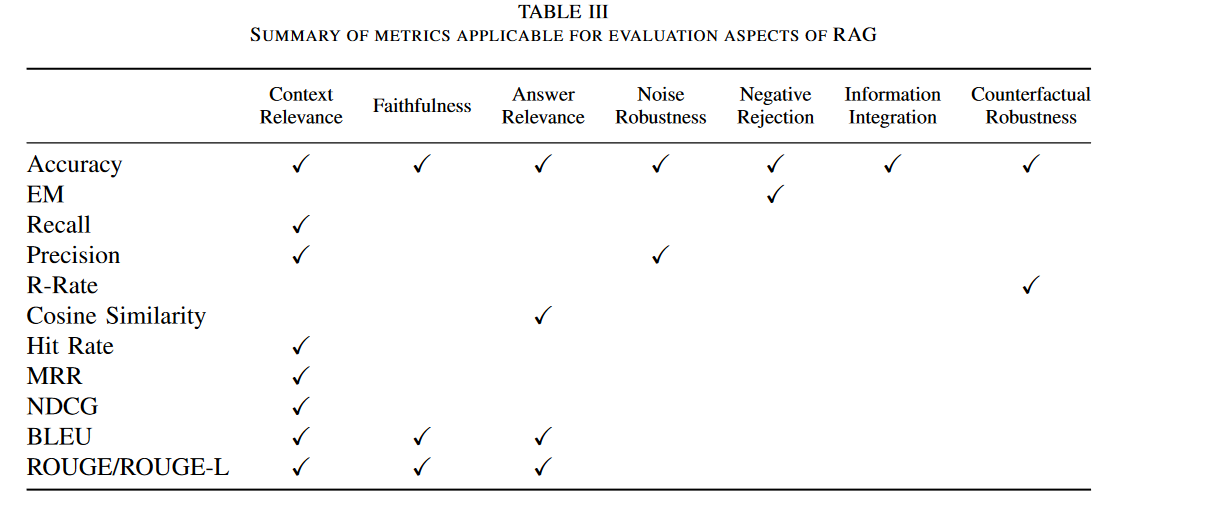 TABLE III
SUMMARY OF METRICS APPLICABLE FOR EVALUATION ASPECTS OF RAG
Context Relevance Faithfulness Answer Relevance Noise Robustness Negative Rejection Information Integration Counterfactual Robustness
Accuracy ✓ ✓ ✓ ✓ ✓ ✓ ✓
EM ✓
Recall ✓
Precision ✓ ✓
R-Rate ✓
Cosine Similarity ✓
Hit Rate ✓
MRR ✓
NDCG ✓
BLEU ✓ ✓ ✓
ROUGE/ROUGE-L ✓ ✓ ✓